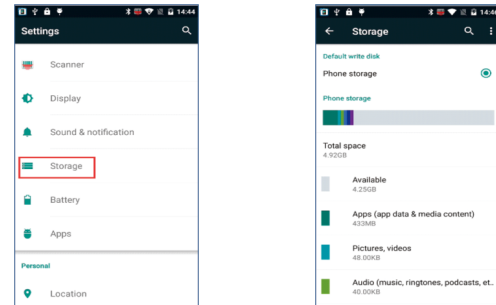 14:44
Settings
Scanner
Display
Sound & notification
Storage
Battery
Apps
Personal
Location
14:46
Storage
Default write disk
Phone storage
Phone storage
Total space
4.92GB
Available
4.25GB
Apps (app data & media content)
433MB
Pictures, videos
48.00KB
Audio (music, ringtones, podcasts, et..
40.00KB